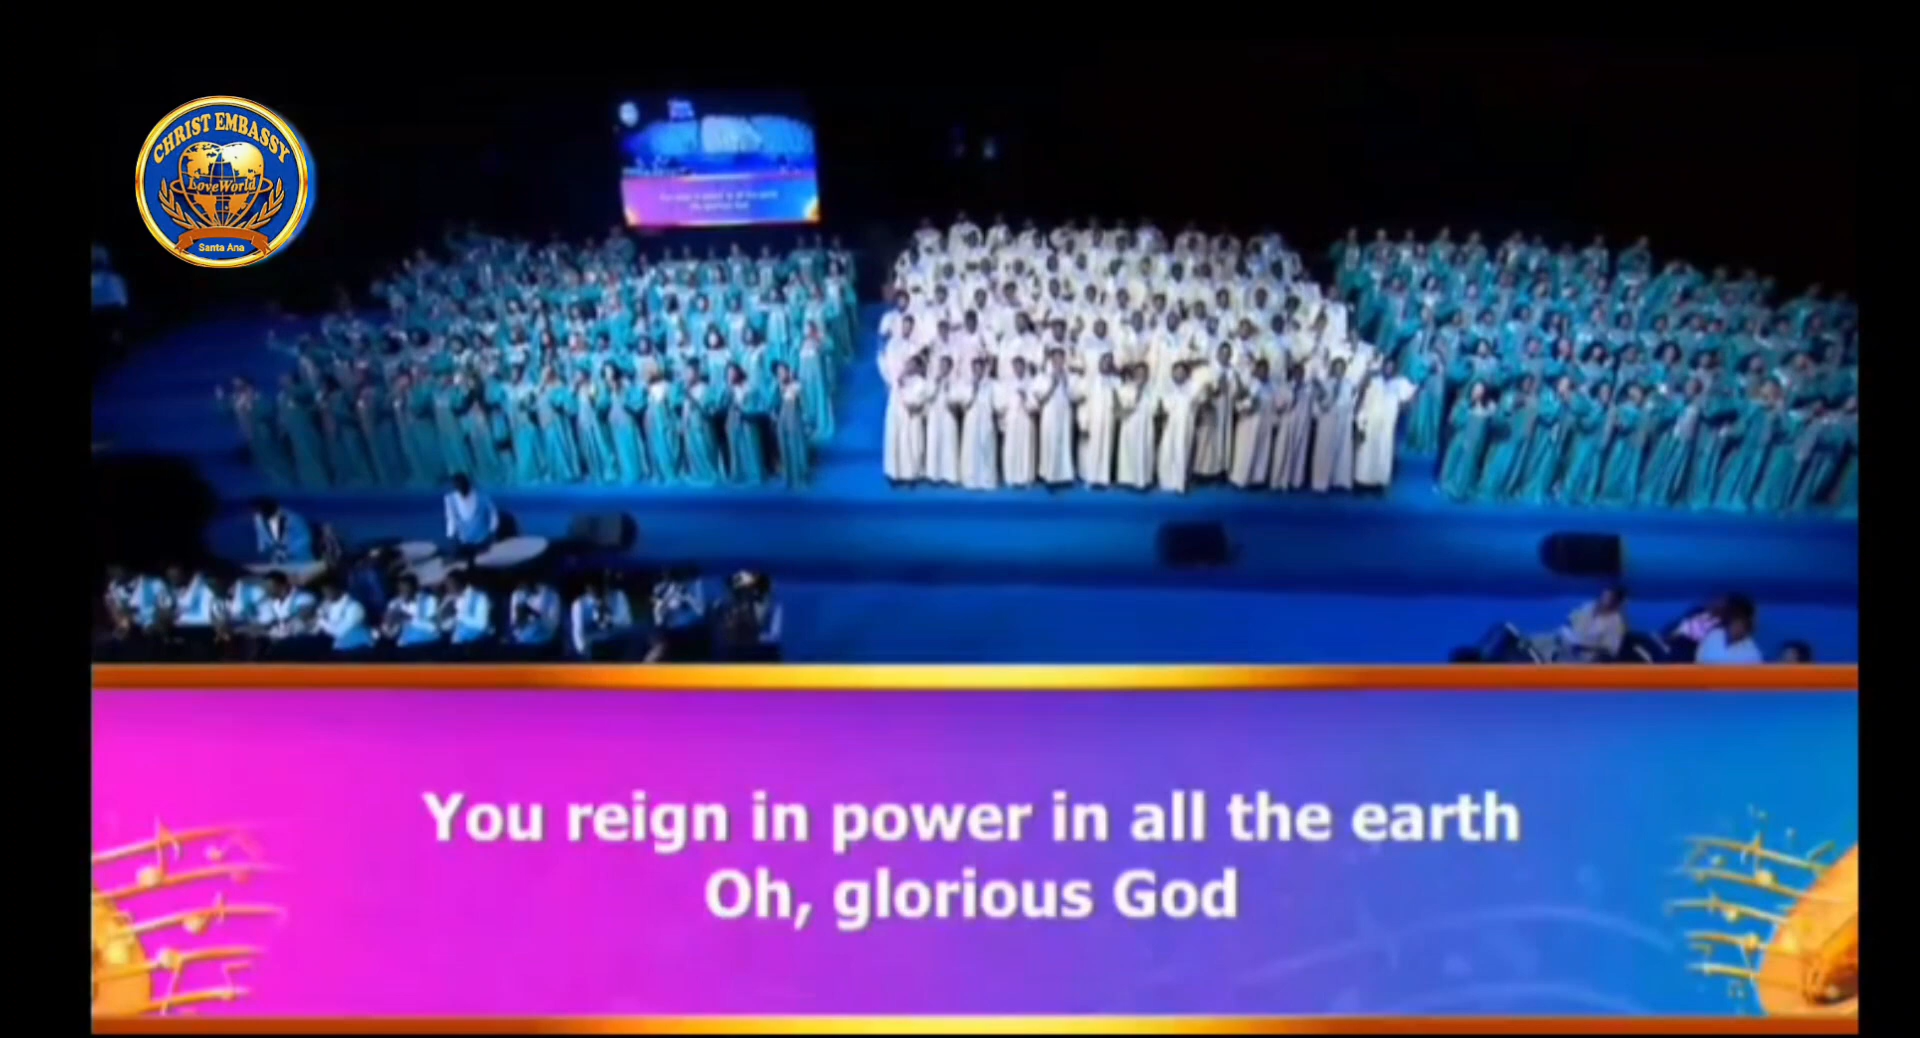 CHRIST EMBASSY
LoveWorld
Santa Ana
You reign in power in all the earth
Oh, glorious God